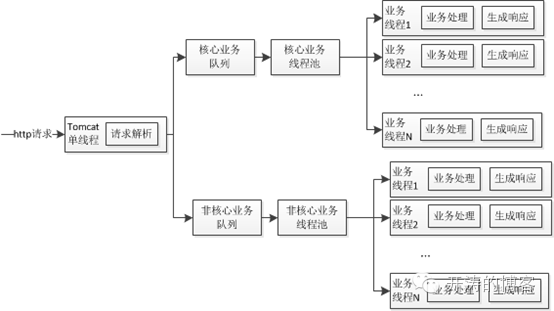 http请求
Tomcat
单线程
请求解析
核心业务
队列
核心业务
线程池
业务
线程1
业务处理
生成响应
业务
线程2
业务处理
生成响应
...
业务
线程N
业务处理
生成响应
非核心业务
队列
非核心业务
线程池
业务
线程1
业务处理
生成响应
业务
线程2
业务处理
生成响应
...
业务
线程N
业务处理
生成响应
开涛的博客